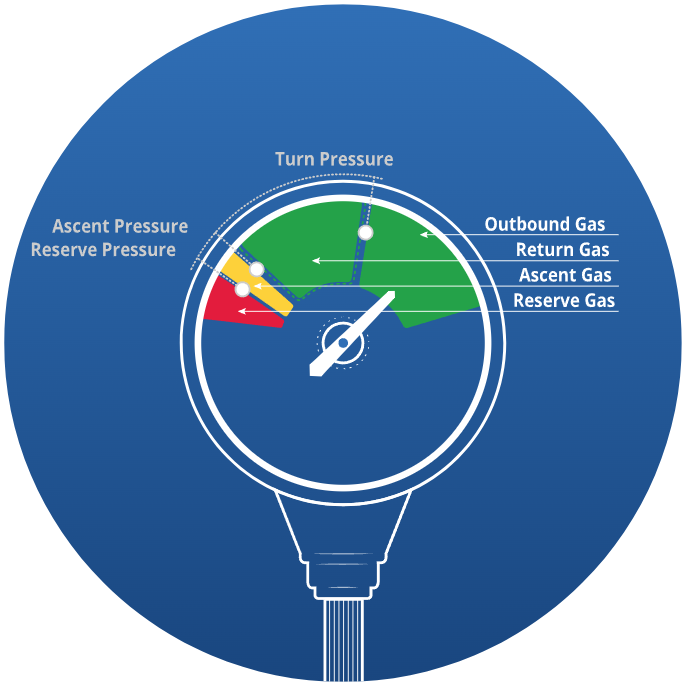 Turn Pressure
Ascent Pressure
Reserve Pressure
Outbound Gas
Return Gas
Ascent Gas
Reserve Gas